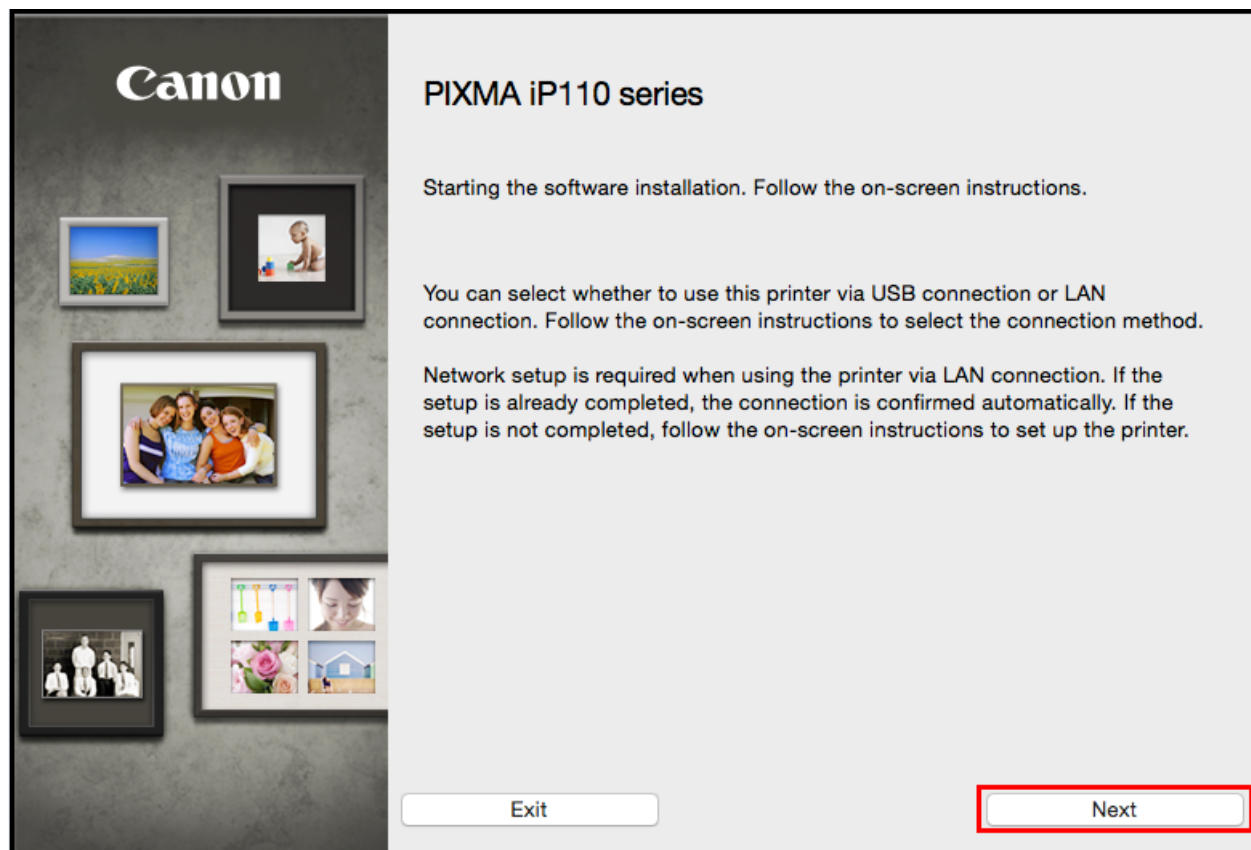 Canon
PIXMA iP110 series
Starting the software installation. Follow the on-screen instructions.
You can select whether to use this printer via USB connection or LAN
connection. Follow the on-screen instructions to select the connection method.
Network setup is required when using the printer via LAN connection. If the
setup is already completed, the connection is confirmed automatically. If the
setup is not completed, follow the on-screen instructions to set up the printer.
Exit
Next